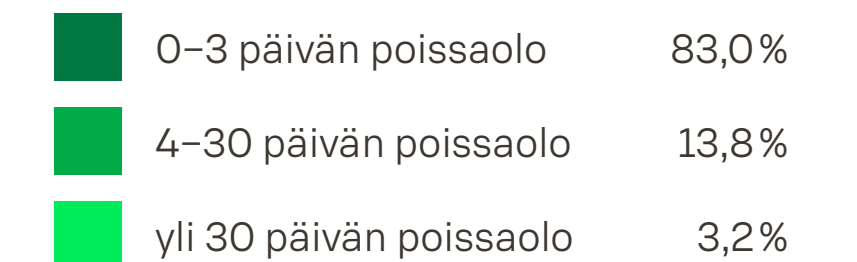 0–3 päivän poissaolo 83,0 %
4–30 päivän poissaolo 13,8 %
yli 30 päivän poissaolo 3,2 %